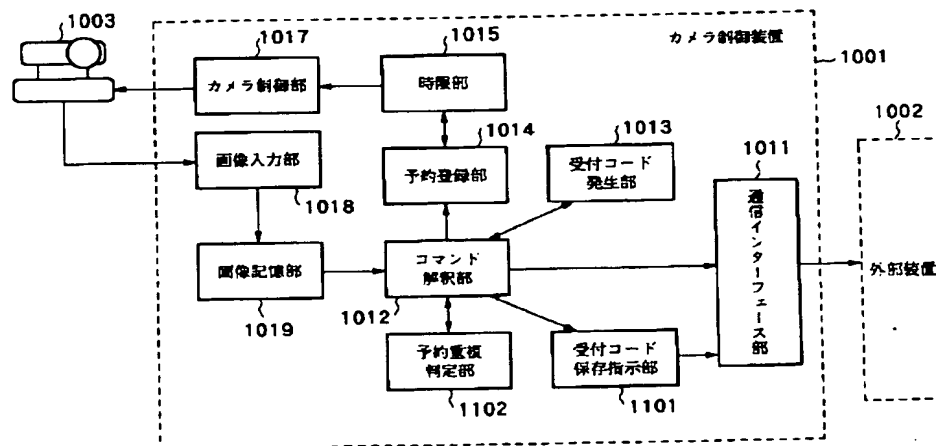 1003
1017
1015
カメラ制御装置
1001
カメラ制御部
時限部
1002
1014
1013
1011
画像入力部
予約登録部
受付コード
発生部
1018
通信インターフェース部
画像記憶部
コマンド
解釈部
外部装置
1019
1012
予約重複
判定部
受付コード
保存指示部
1102
1101